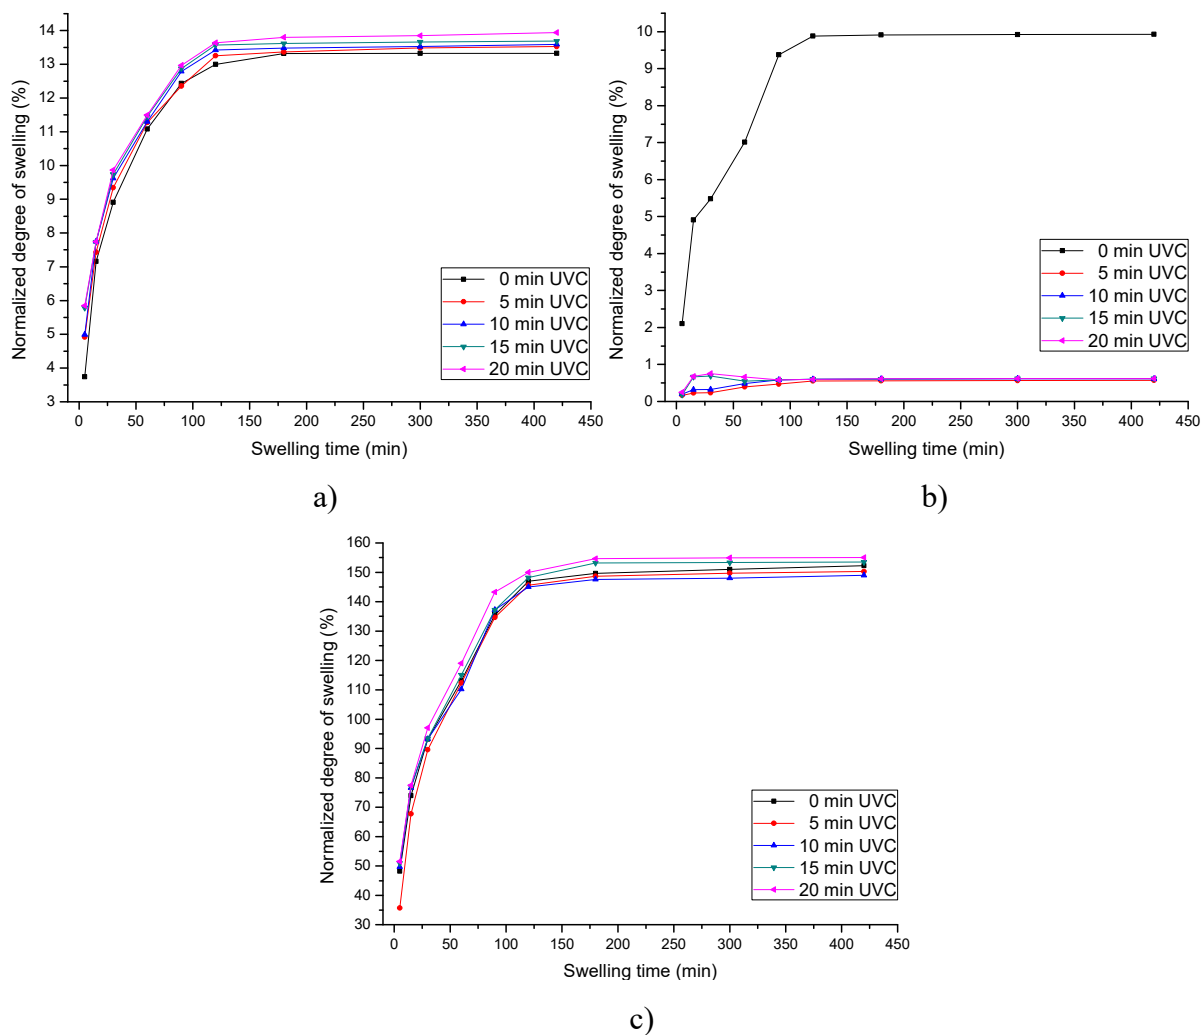 14
13
12
11
10
9
8
7
6
5
4
3
Normalized degree of swelling (%)
0 min UVC
5 min UVC
10 min UVC
15 min UVC
20 min UVC
0 50 100 150 200 250 300 350 400 450
Swelling time (min)
a)
10
9
8
7
6
5
4
3
2
1
0
Normalized degree of swelling (%)
0 min UVC
5 min UVC
10 min UVC
15 min UVC
20 min UVC
0 50 100 150 200 250 300 350 400 450
Swelling time (min)
b)
160
150
140
130
120
110
100
90
80
70
60
50
40
30
Normalized degree of swelling (%)
0 min UVC
5 min UVC
10 min UVC
15 min UVC
20 min UVC
0 50 100 150 200 250 300 350 400 450
Swelling time (min)
c)